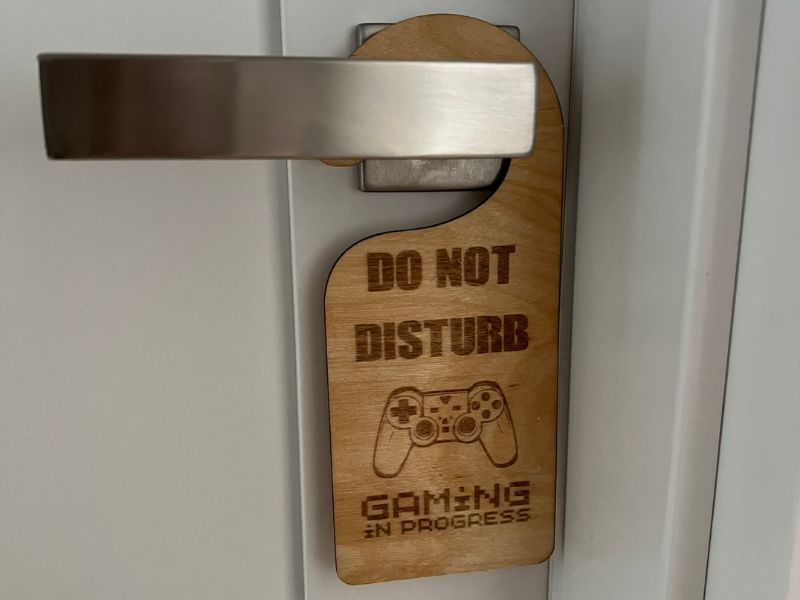 DO NOT
DISTURB
GAMiNG
iN PROGRESS